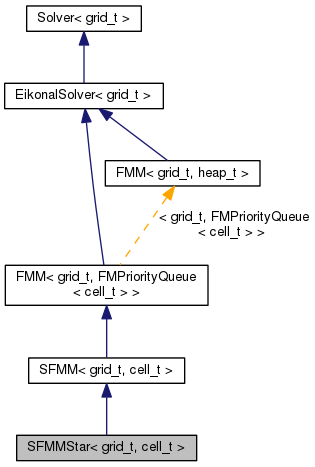 Solver< grid_t >
EikonalSolver< grid_t >
FMM< grid_t, heap_t >
< grid_t, FMPriorityQueue
< cell_t > >
FMM< grid_t, FMPriorityQueue
< cell_t > >
SFMM< grid_t, cell_t >
SFMMStar< grid_t, cell_t >